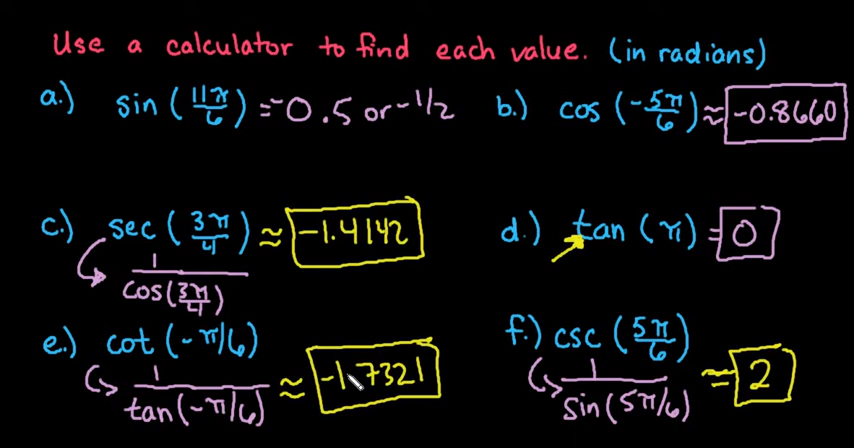 Use a calculator to find each value. (in radians)
a.) sin (11π/6) = -0.5 or -1/2
b.) cos (-5π/6) ≈ -0.8660
c.) sec (3π/4) ≈ -1.4142
1/cos(3π/4)
d.) tan (π) = 0
e.) cot (-π/6)
1/tan(-π/6) ≈ -1.7321
f.) csc (5π/6)
1/sin(5π/6) = 2